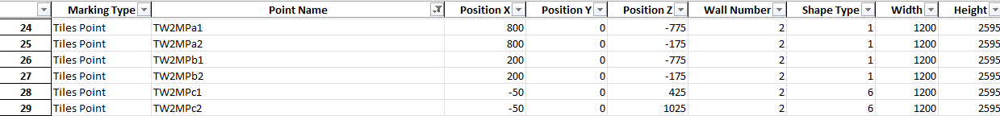 Marking Type Point Name Position X Position Y Position Z Wall Number Shape Type Width Height
24 Tiles Point TW2MPa1 800 0 -775 2 1 1200 2595
25 Tiles Point TW2MPa2 800 0 -175 2 1 1200 2595
26 Tiles Point TW2MPb1 200 0 -775 2 1 1200 2595
27 Tiles Point TW2MPb2 200 0 -175 2 1 1200 2595
28 Tiles Point TW2MPc1 -50 0 425 2 6 1200 2595
29 Tiles Point TW2MPc2 -50 0 1025 2 6 1200 2595